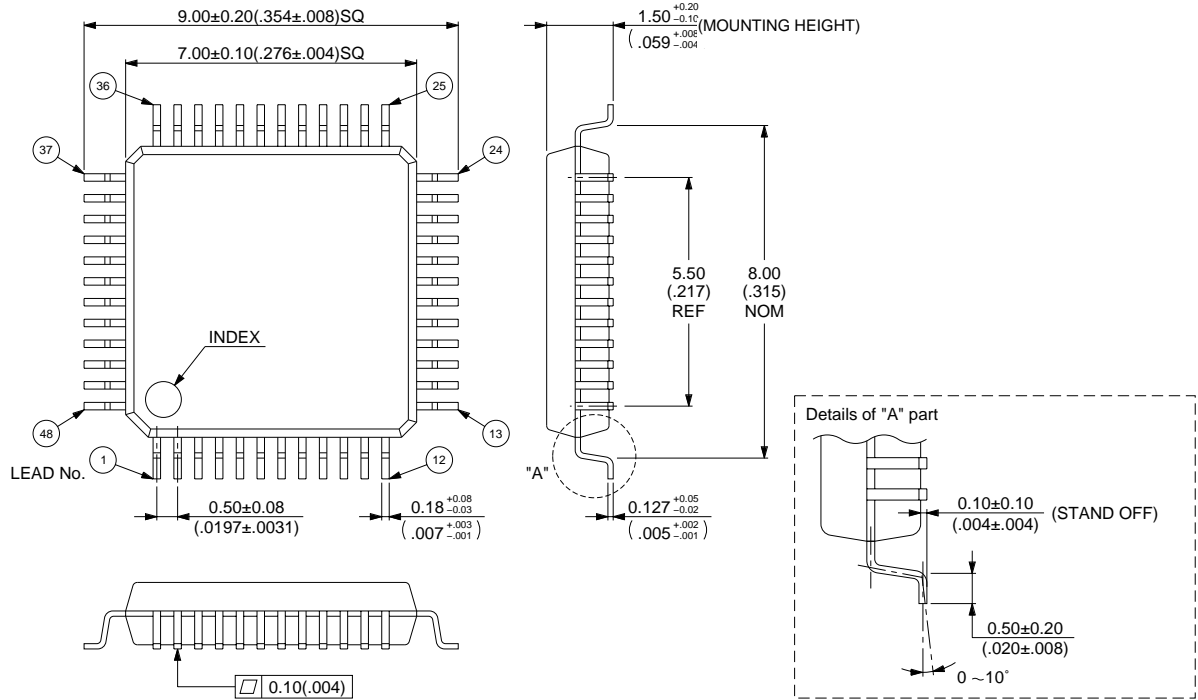 9.00±0.20(.354±.008)SQ
7.00±0.10(.276±.004)SQ
1.50 +0.20 -0.10 (MOUNTING HEIGHT)
(.059 +.008 -.004
36
25
37
24
INDEX
48
13
LEAD No.
1
12
0.50±0.08
(.0197±.0031)
0.18 +0.08 -0.03
(.007 +.003 -.001)
5.50
(.217)
REF
8.00
(.315)
NOM
"A"
0.127 +0.05 -0.02
(.005 +.002 -.001)
0.10(.004)
Details of "A" part
0.10±0.10
(.004±.004)
(STAND OFF)
0.50±0.20
(.020±.008)
0 ~10°